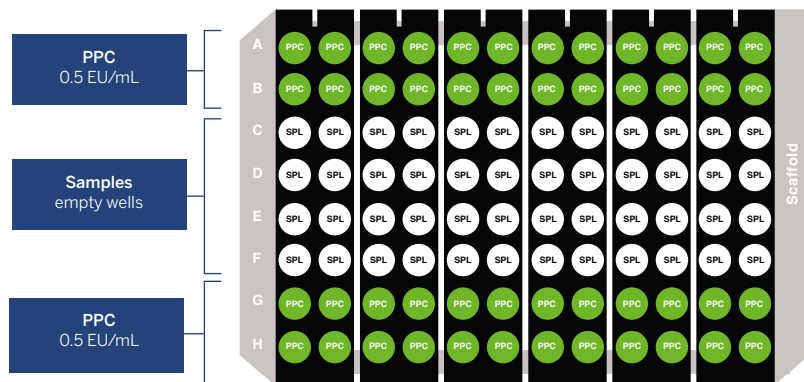 PPC
0.5 EU/mL
Samples
empty wells
PPC
0.5 EU/mL
A PPC PPC PPC PPC PPC PPC PPC PPC PPC PPC PPC PPC
B PPC PPC PPC PPC PPC PPC PPC PPC PPC PPC PPC PPC
C SPL SPL SPL SPL SPL SPL SPL SPL SPL SPL SPL SPL
D SPL SPL SPL SPL SPL SPL SPL SPL SPL SPL SPL SPL
E SPL SPL SPL SPL SPL SPL SPL SPL SPL SPL SPL SPL
F SPL SPL SPL SPL SPL SPL SPL SPL SPL SPL SPL SPL
G PPC PPC PPC PPC PPC PPC PPC PPC PPC PPC PPC PPC
H PPC PPC PPC PPC PPC PPC PPC PPC PPC PPC PPC PPC
Scaffold